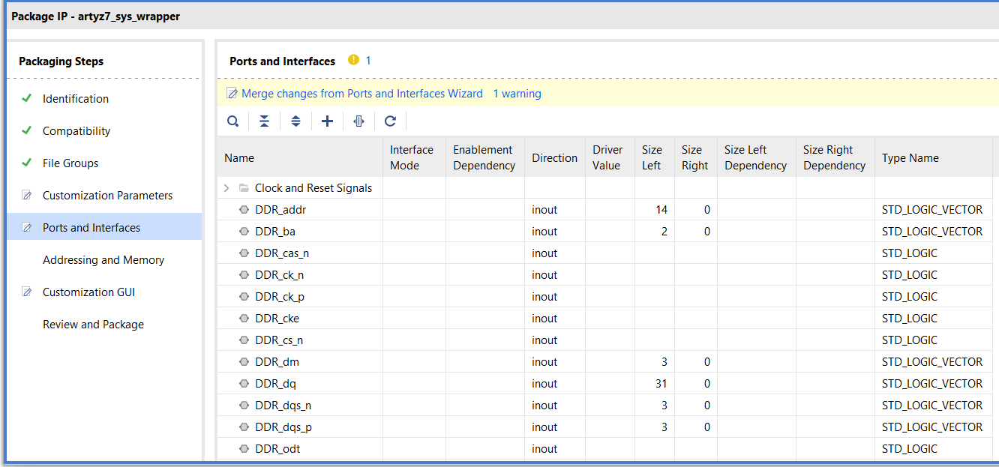 Package IP - artyz7_sys_wrapper
Packaging Steps
Identification
Compatibility
File Groups
Customization Parameters
Ports and Interfaces
Addressing and Memory
Customization GUI
Review and Package
Ports and Interfaces 1
Merge changes from Ports and Interfaces Wizard 1 warning
Name Interface Mode Enablement Dependency Direction Driver Value Size Left Size Right Size Left Dependency Size Right Dependency Type Name
Clock and Reset Signals
DDR_addr inout 14 0 STD_LOGIC_VECTOR
DDR_ba inout 2 0 STD_LOGIC_VECTOR
DDR_cas_n inout STD_LOGIC
DDR_ck_n inout STD_LOGIC
DDR_ck_p inout STD_LOGIC
DDR_cke inout STD_LOGIC
DDR_cs_n inout STD_LOGIC
DDR_dm inout 3 0 STD_LOGIC_VECTOR
DDR_dq inout 31 0 STD_LOGIC_VECTOR
DDR_dqs_n inout 3 0 STD_LOGIC_VECTOR
DDR_dqs_p inout 3 0 STD_LOGIC_VECTOR
DDR_odt inout STD_LOGIC